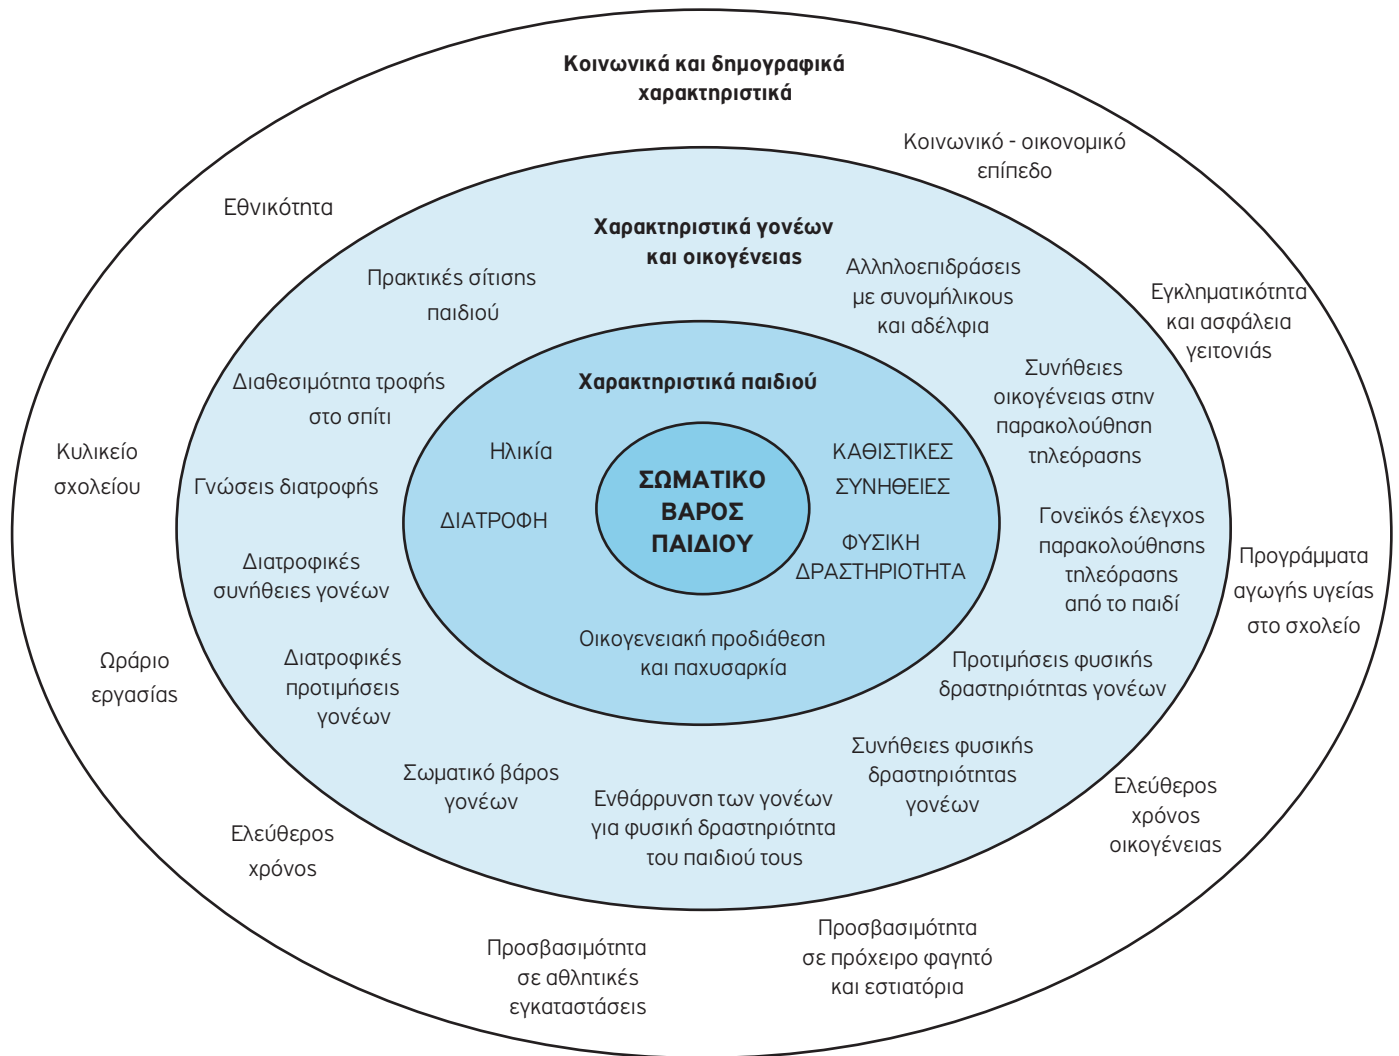 Κοινωνικά και δημογραφικά
χαρακτηριστικά
Κοινωνικό - οικονομικό
επίπεδο
Εθνικότητα
Χαρακτηριστικά γονέων
και οικογένειας
Πρακτικές σίτισης
παιδιού
Αλληλοεπιδράσεις
με συνομήλικους
και αδέλφια
Εγκληματικότητα
και ασφάλεια
γειτονιάς
Διαθεσιμότητα τροφής
στο σπίτι
Χαρακτηριστικά παιδιού
Συνήθειες
οικογένειας στην
παρακολούθηση
τηλεόρασης
Κυλικείο
σχολείου
Γνώσεις διατροφής
Ηλικία
ΔΙΑΤΡΟΦΗ
ΣΩΜΑΤΙΚΟ
ΒΑΡΟΣ
ΠΑΙΔΙΟΥ
ΚΑΘΙΣΤΙΚΕΣ
ΣΥΝΗΘΕΙΕΣ
ΦΥΣΙΚΗ
ΔΡΑΣΤΗΡΙΟΤΗΤΑ
Γονεϊκός έλεγχος
παρακολούθησης
τηλεόρασης
από το παιδί
Προγράμματα
αγωγής υγείας
στο σχολείο
Διατροφικές
συνήθειες γονέων
Οικογενειακή προδιάθεση
και παχυσαρκία
Ωράριο
εργασίας
Διατροφικές
προτιμήσεις
γονέων
Προτιμήσεις φυσικής
δραστηριότητας γονέων
Σωματικό βάρος
γονέων
Ενθάρρυνση των γονέων
για φυσική δραστηριότητα
του παιδιού τους
Συνήθειες φυσικής
δραστηριότητας
γονέων
Ελεύθερος
χρόνος
οικογένειας
Ελεύθερος
χρόνος
Προσβασιμότητα
σε αθλητικές
εγκαταστάσεις
Προσβασιμότητα
σε πρόχειρο φαγητό
και εστιατόρια